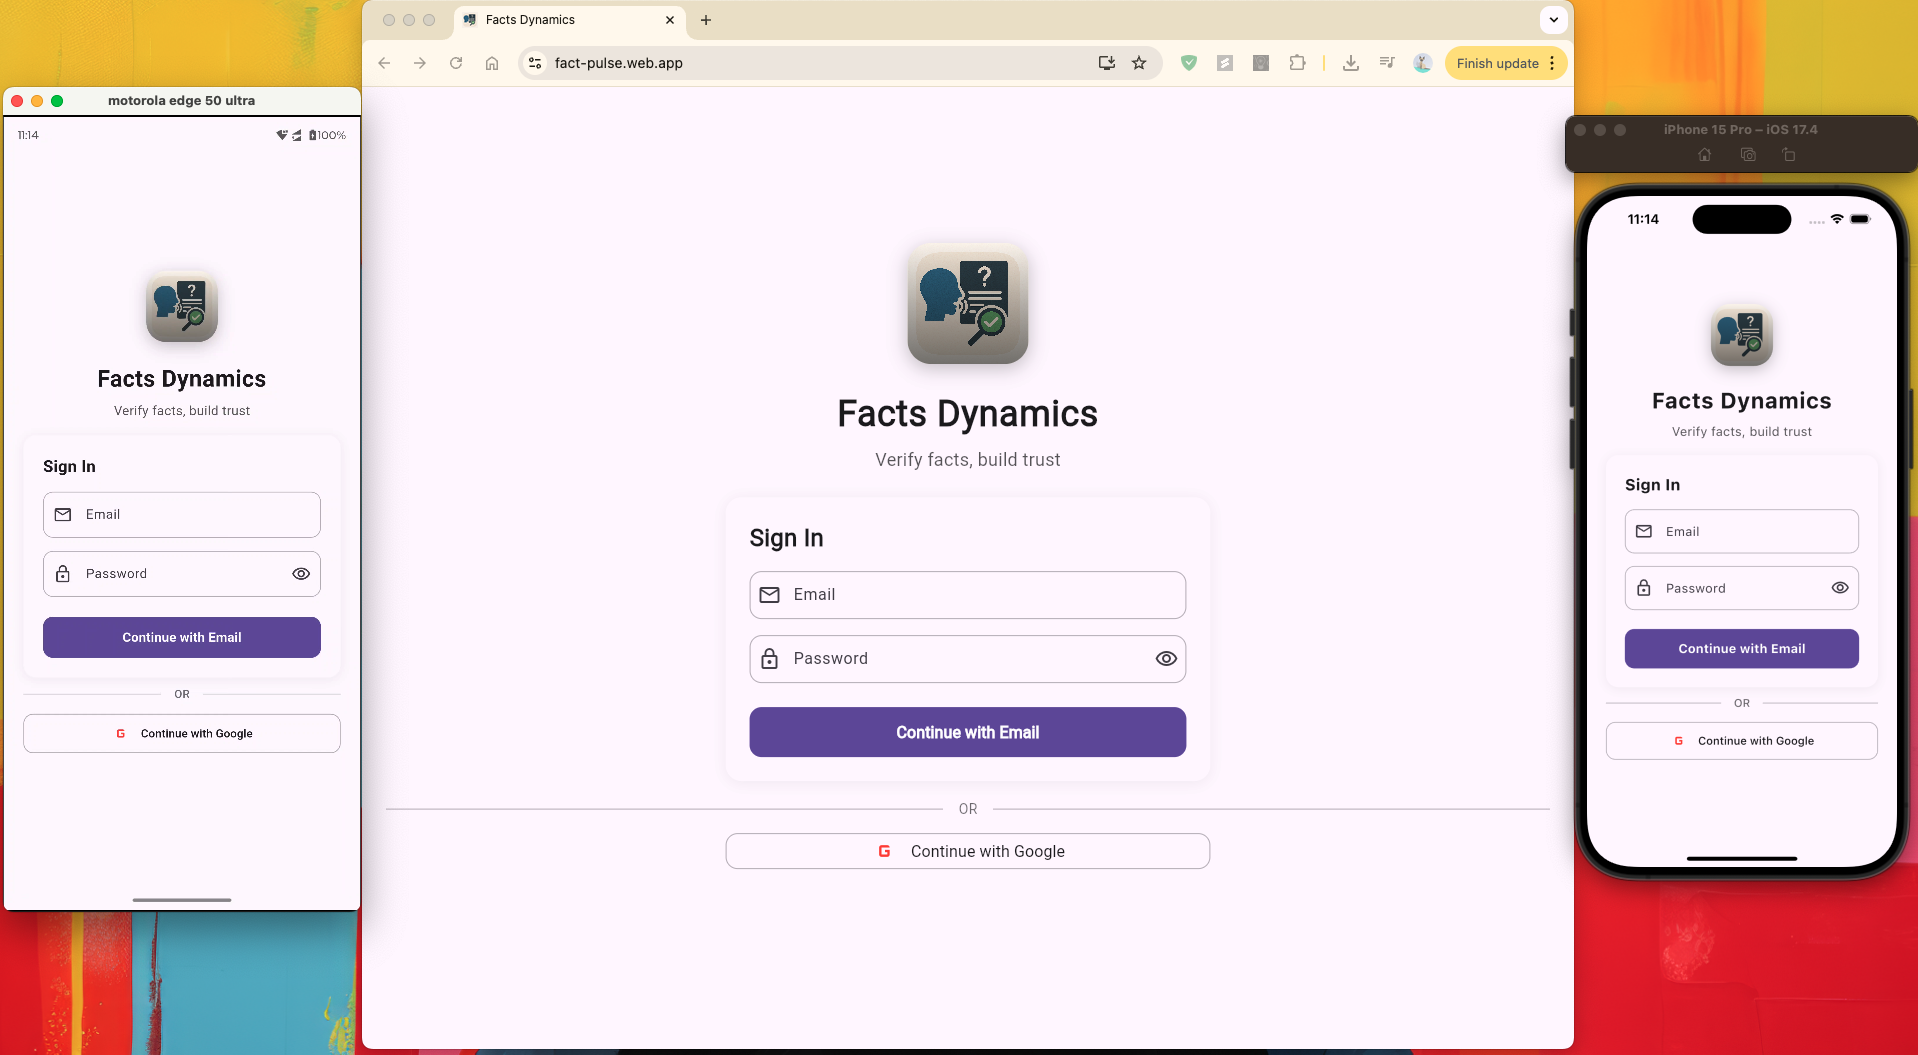 motorola edge 50 ultra
11:14
100%
?
Facts Dynamics
Verify facts, build trust
Sign In
Email
Password
Continue with Email
OR
G Continue with Google
Facts Dynamics
fact-pulse.web.app
Finish update
?
Facts Dynamics
Verify facts, build trust
Sign In
Email
Password
Continue with Email
OR
G Continue with Google
iPhone 15 Pro – iOS 17.4
11:14
?
Facts Dynamics
Verify facts, build trust
Sign In
Email
Password
Continue with Email
OR
G Continue with Google